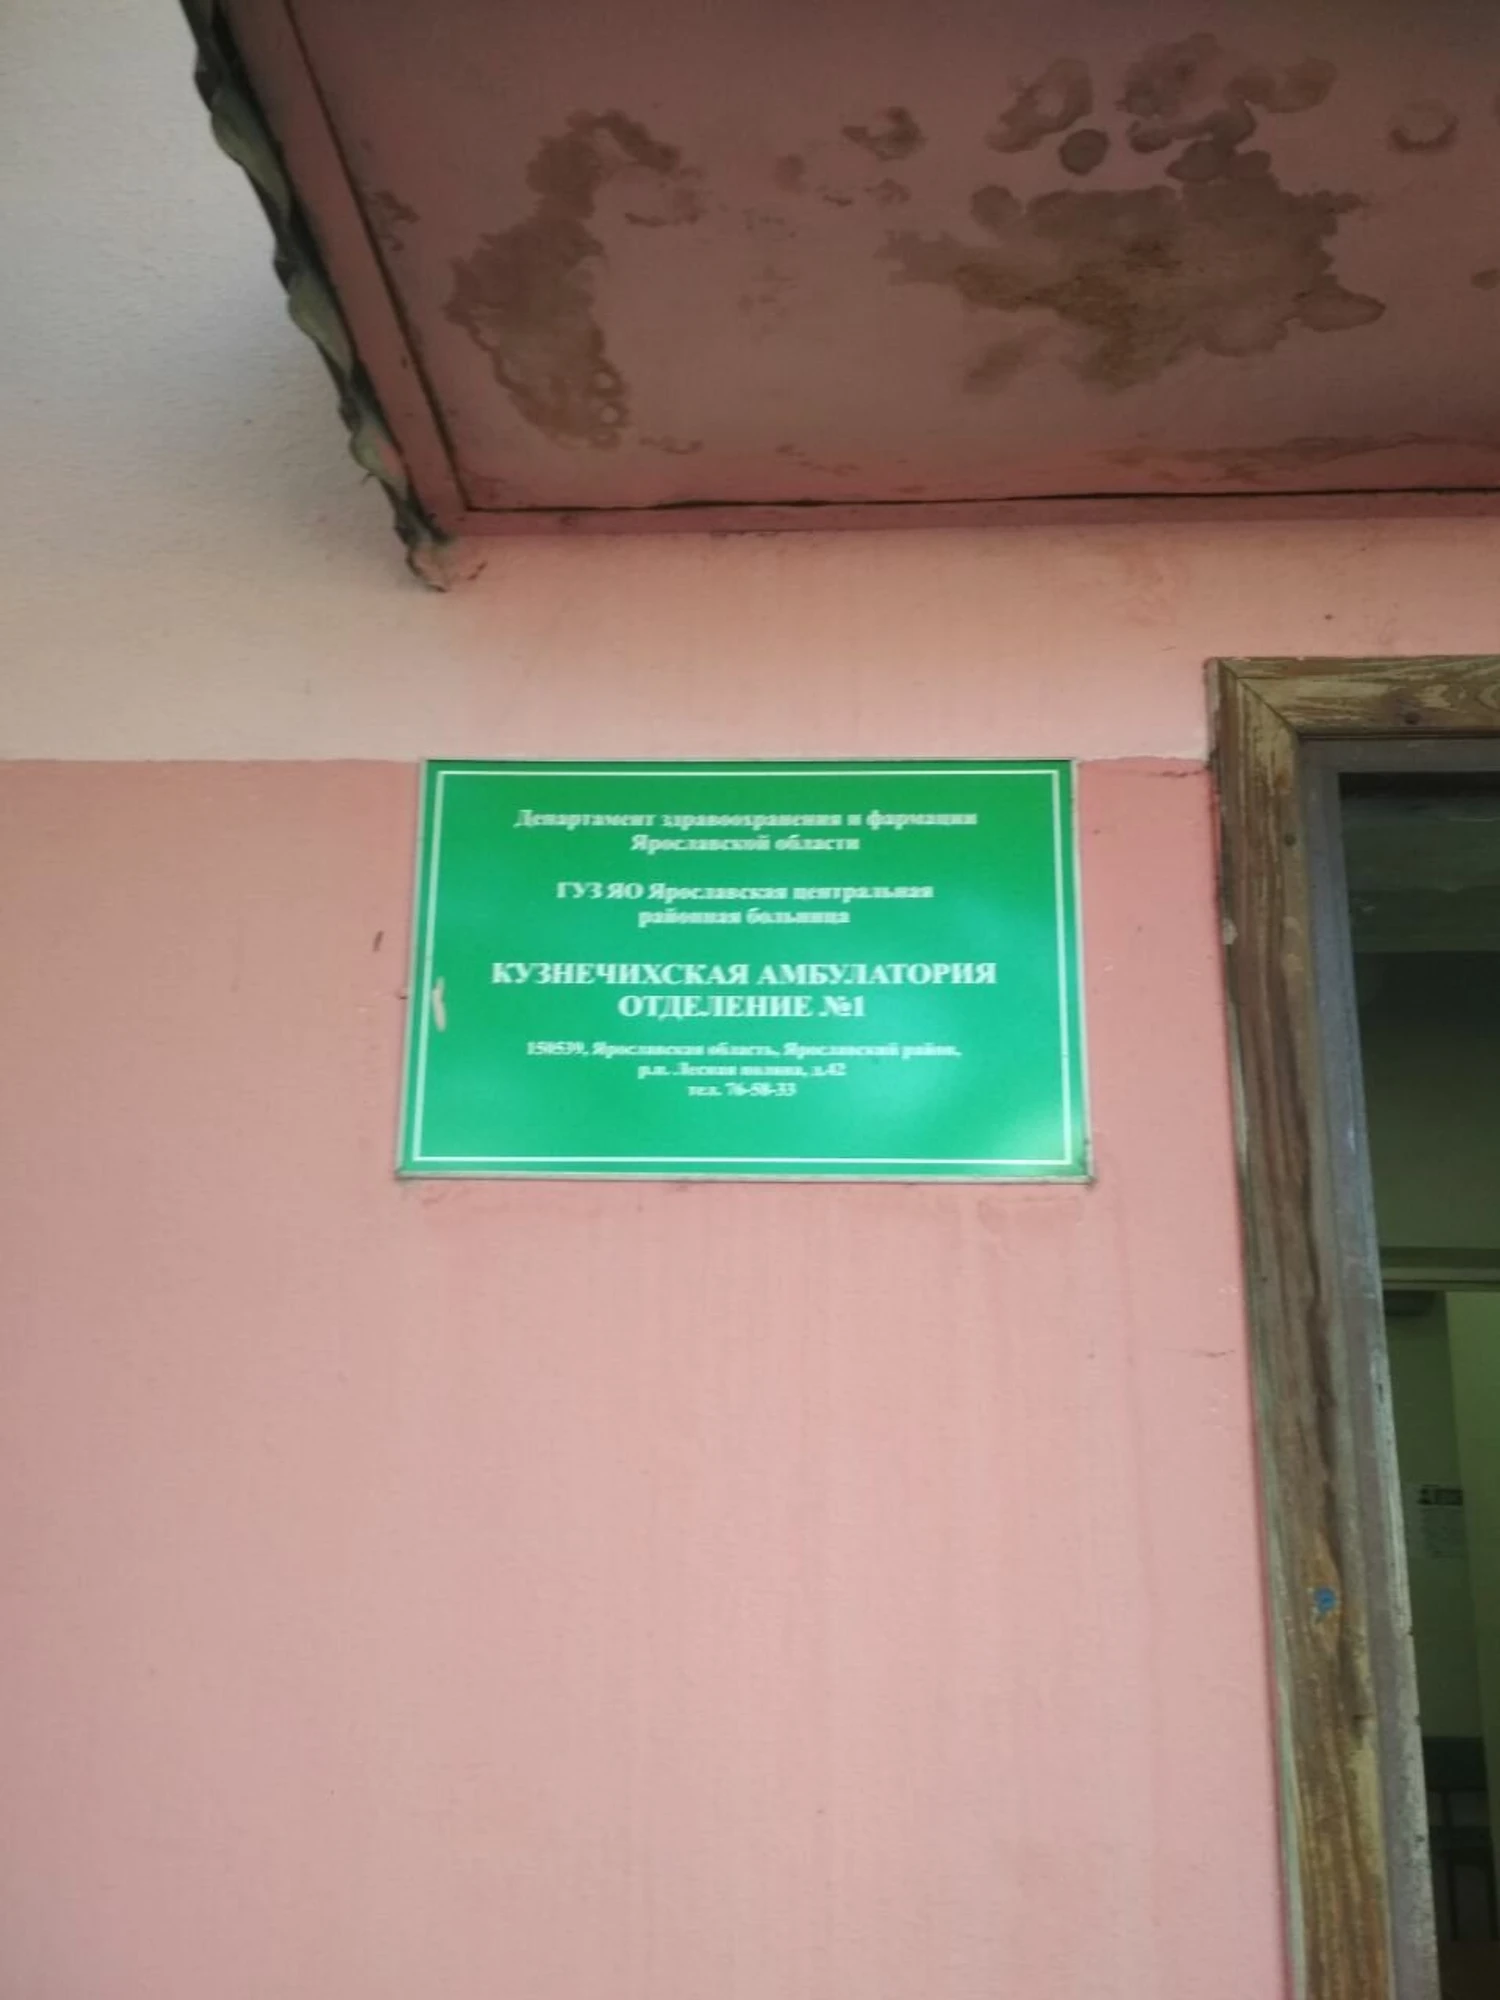 Департамент здравоохранения и фармации
Ярославской области
ГУЗ ЯО Ярославская центральная
районная больница
КУЗНЕЧИХСКАЯ АМБУЛАТОРИЯ
ОТДЕЛЕНИЕ №1
150539, Ярославская область, Ярославский район,
р.п. Лесная поляна, д.42
тел. 76-58-33